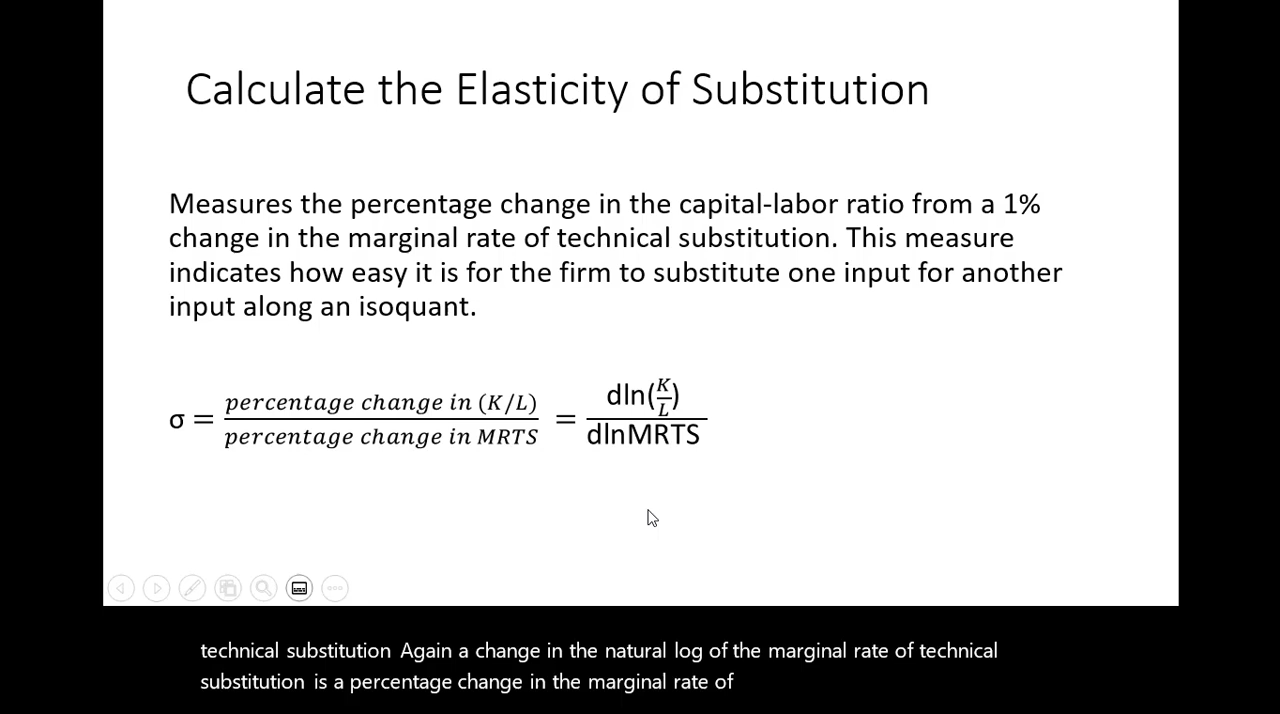 Calculate the Elasticity of Substitution
Measures the percentage change in the capital-labor ratio from a 1%
change in the marginal rate of technical substitution. This measure
indicates how easy it is for the firm to substitute one input for another
input along an isoquant.
σ = percentage change in (K/L) / percentage change in MRTS = dln(K/L) / dlnMRTS
technical substitution Again a change in the natural log of the marginal rate of technical
substitution is a percentage change in the marginal rate of